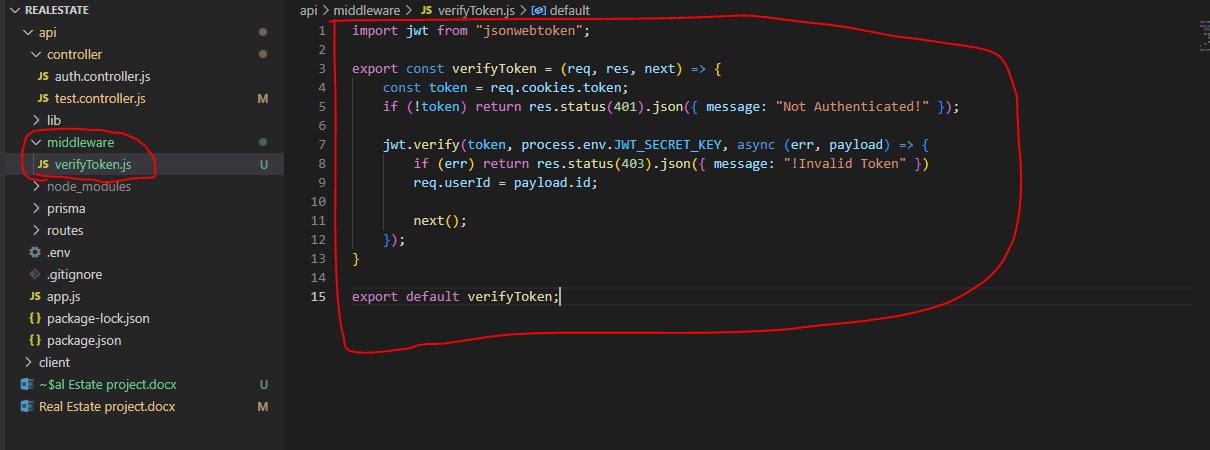 REALESTATE
api
controller
JS auth.controller.js
JS test.controller.js M
lib
middleware
JS verifyToken.js U
node_modules
prisma
routes
.env
.gitignore
JS app.js
{} package-lock.json
{} package.json
client
~$al Estate project.docx U
Real Estate project.docx M
api > middleware > JS verifyToken.js > default
1 import jwt from "jsonwebtoken";
2
3 export const verifyToken = (req, res, next) => {
4     const token = req.cookies.token;
5     if (!token) return res.status(401).json({ message: "Not Authenticated!" });
6
7     jwt.verify(token, process.env.JWT_SECRET_KEY, async (err, payload) => {
8         if (err) return res.status(403).json({ message: "!Invalid Token" })
9         req.userId = payload.id;
10
11         next();
12     });
13 }
14
15 export default verifyToken;